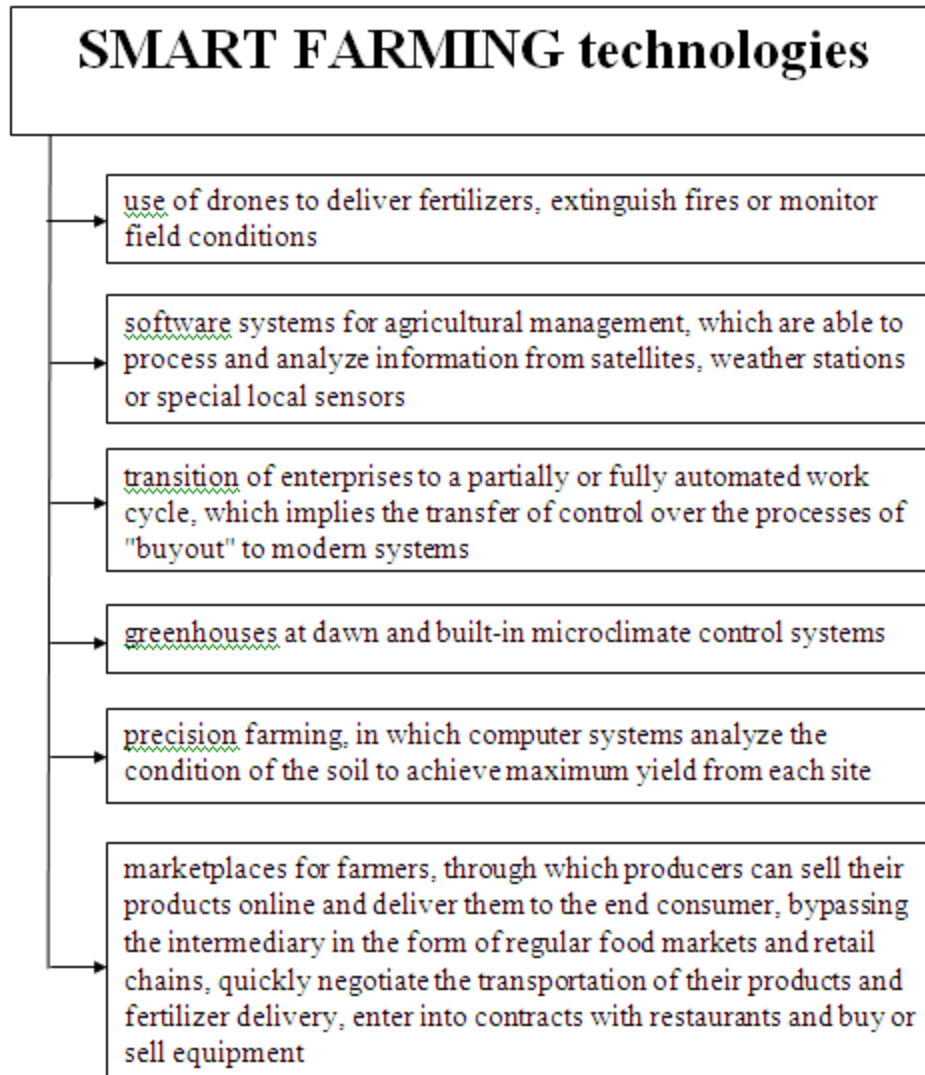 SMART FARMING technologies
use of drones to deliver fertilizers, extinguish fires or monitor
field conditions
software systems for agricultural management, which are able to
process and analyze information from satellites, weather stations
or special local sensors
transition of enterprises to a partially or fully automated work
cycle, which implies the transfer of control over the processes of
"buyout" to modern systems
greenhouses at dawn and built-in microclimate control systems
precision farming, in which computer systems analyze the
condition of the soil to achieve maximum yield from each site
marketplaces for farmers, through which producers can sell their
products online and deliver them to the end consumer, bypassing
the intermediary in the form of regular food markets and retail
chains, quickly negotiate the transportation of their products and
fertilizer delivery, enter into contracts with restaurants and buy or
sell equipment